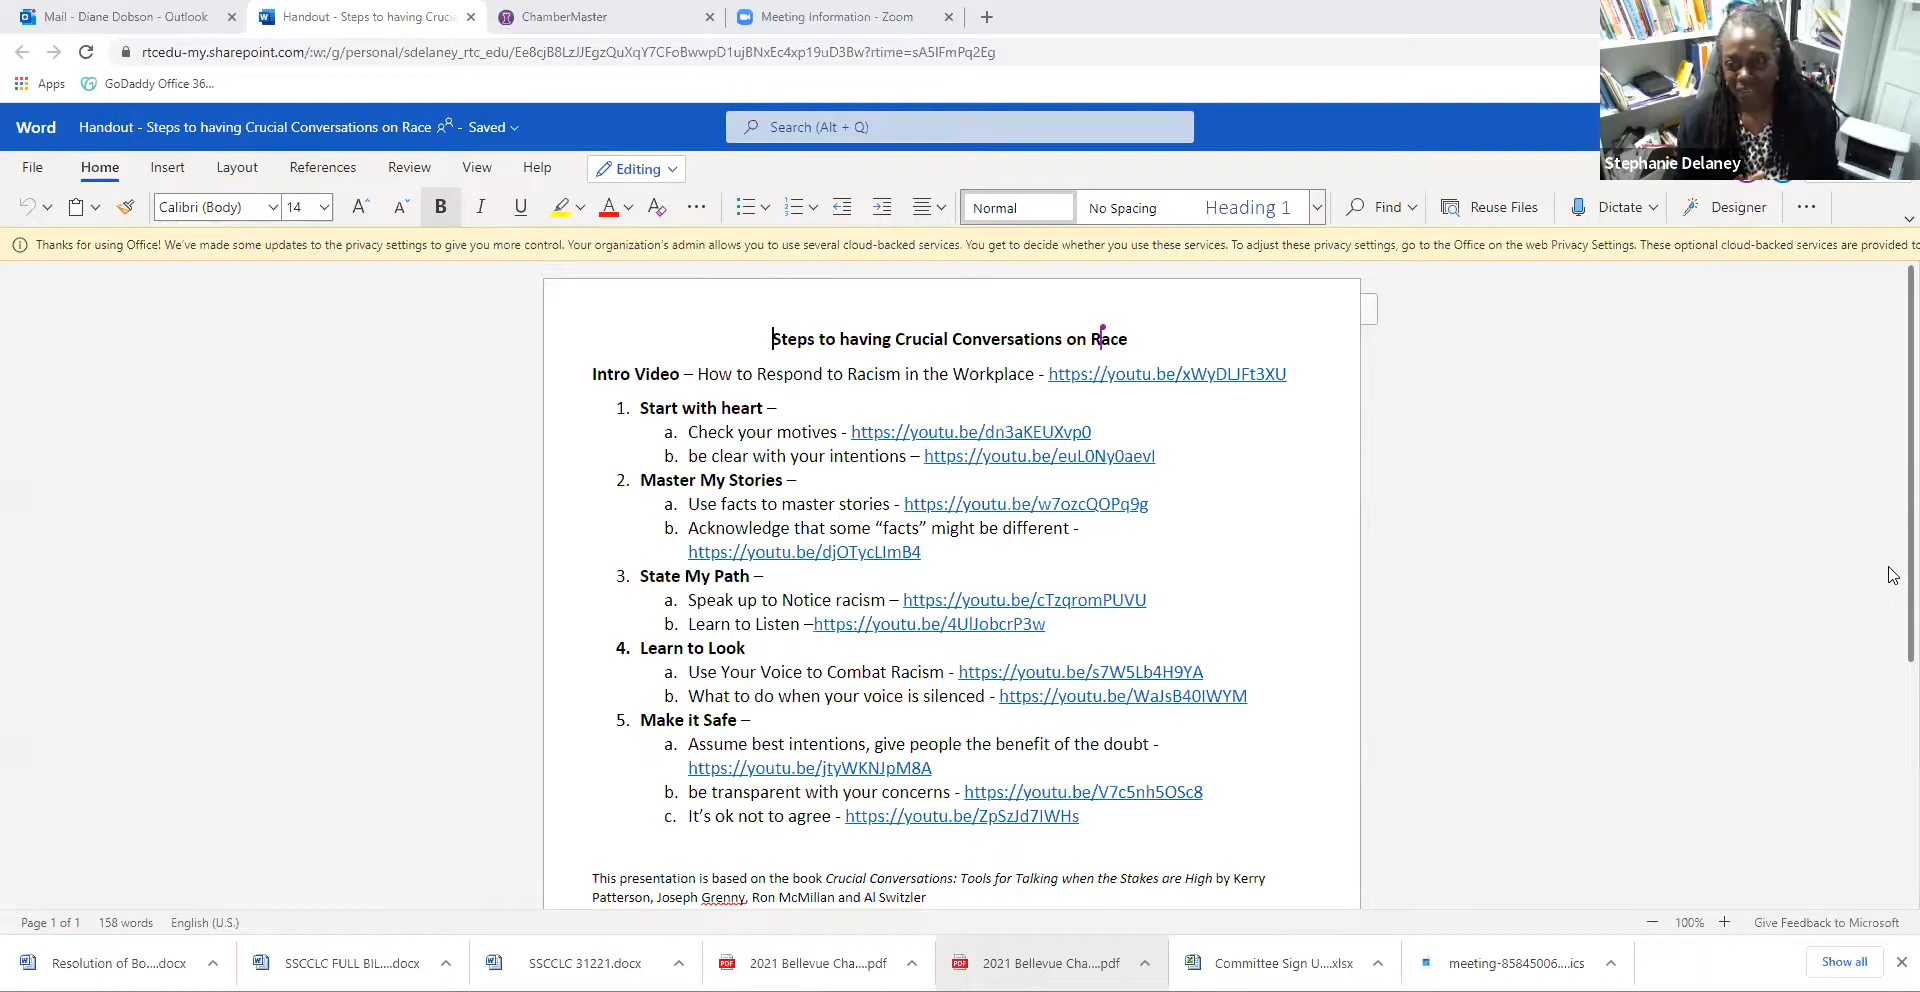 Mail - Diane Dobson - Outlook
Handout - Steps to having Cruci
ChamberMaster
Meeting Information - Zoom
rtcedu-my.sharepoint.com/:w:/g/personal/sdelaney_rtc_edu/Ee8cjB8LzJJEgzQuXqY7CFoBwwpD1ujBNxEc4xp19uD3Bw?rtime=sA5IFmPq2Eg
Apps
GoDaddy Office 36...
Stephanie Delaney
Word
Handout - Steps to having Crucial Conversations on Race - Saved
Search (Alt + Q)
File Home Insert Layout References Review View Help Editing
Calibri (Body) 14 B I U Normal No Spacing Heading 1 Find Reuse Files Dictate Designer
Thanks for using Office! We've made some updates to the privacy settings to give you more control. Your organization's admin allows you to use several cloud-backed services. You get to decide whether you use these services. To adjust these privacy settings, go to the Office on the web Privacy Settings. These optional cloud-backed services are provided to
Steps to having Crucial Conversations on Race
Intro Video – How to Respond to Racism in the Workplace - https://youtu.be/xWyDLJFt3XU
1. Start with heart –
a. Check your motives - https://youtu.be/dn3aKEUXvp0
b. be clear with your intentions – https://youtu.be/euL0Ny0aevI
2. Master My Stories –
a. Use facts to master stories - https://youtu.be/w7ozcQOPq9g
b. Acknowledge that some “facts” might be different -
https://youtu.be/djOTycLImB4
3. State My Path –
a. Speak up to Notice racism – https://youtu.be/cTzqromPUVU
b. Learn to Listen –https://youtu.be/4UlJobcrP3w
4. Learn to Look
a. Use Your Voice to Combat Racism - https://youtu.be/s7W5Lb4H9YA
b. What to do when your voice is silenced - https://youtu.be/WaJsB40IWYM
5. Make it Safe –
a. Assume best intentions, give people the benefit of the doubt -
https://youtu.be/jtyWKNJpM8A
b. be transparent with your concerns - https://youtu.be/V7c5nh5OSc8
c. It’s ok not to agree - https://youtu.be/ZpSzJd7IWHs
This presentation is based on the book Crucial Conversations: Tools for Talking when the Stakes are High by Kerry
Patterson, Joseph Grenny, Ron McMillan and Al Switzler
Page 1 of 1 158 words English (U.S.) 100% Give Feedback to Microsoft
Resolution of Bo....docx
SSCCLC FULL BIL....docx
SSCCLC 31221.docx
2021 Bellevue Cha....pdf
2021 Bellevue Cha....pdf
Committee Sign U....xlsx
meeting-85845006....ics
Show all